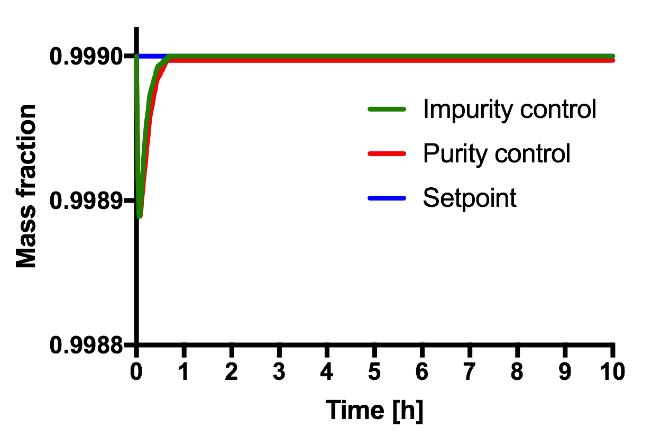 0.9990
0.9989
0.9988
Mass fraction
Impurity control
Purity control
Setpoint
0 1 2 3 4 5 6 7 8 9 10
Time [h]